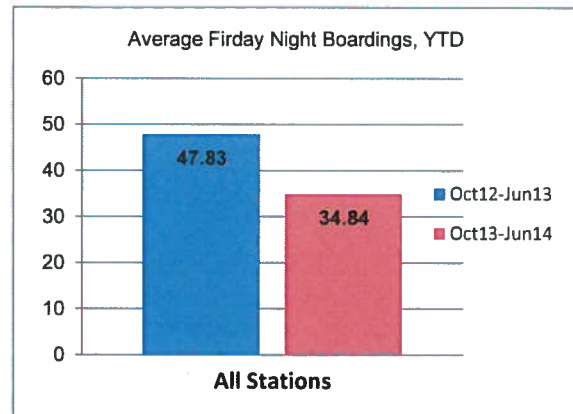 Average Firday Night Boardings, YTD
60
50
40
30
20
10
0
47.83
34.84
Oct12-Jun13
Oct13-Jun14
All Stations